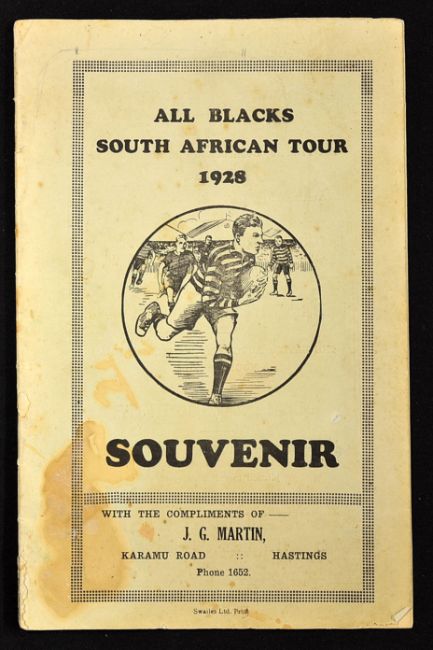 ALL BLACKS
SOUTH AFRICAN TOUR
1928
SOUVENIR
WITH THE COMPLIMENTS OF —
J. G. MARTIN,
KARAMU ROAD :: HASTINGS
Phone 1652.
Swailes Ltd. Print